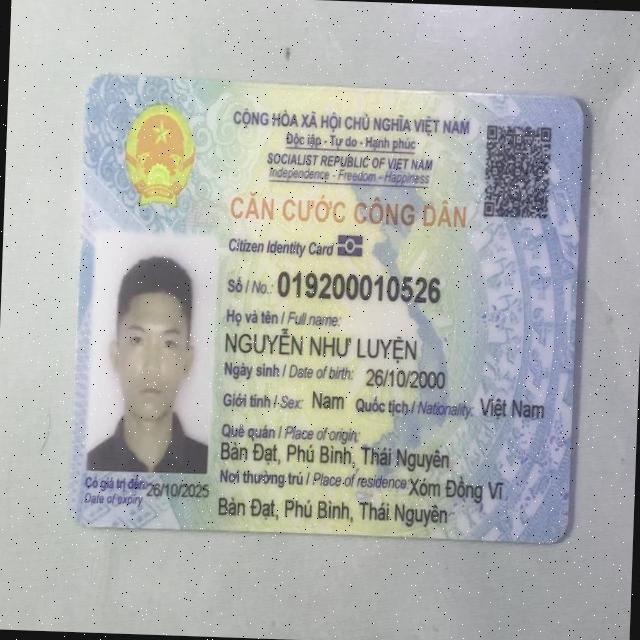 CỘNG HÒA XÃ HỘI CHỦ NGHĨA VIỆT NAM
Độc lập - Tự do - Hạnh phúc
SOCIALIST REPUBLIC OF VIET NAM
Independence - Freedom - Happiness
CĂN CƯỚC CÔNG DÂN
Citizen Identity Card
Số / No.: 019200010526
Họ và tên / Full name:
NGUYỄN NHƯ LUYỆN
Ngày sinh / Date of birth: 26/10/2000
Giới tính / Sex: Nam Quốc tịch / Nationality: Việt Nam
Quê quán / Place of origin:
Bàn Đạt, Phú Bình, Thái Nguyên
Nơi thường trú / Place of residence: Xóm Đồng Vĩ
Bàn Đạt, Phú Bình, Thái Nguyên
Có giá trị đến: 26/10/2025
Date of expiry